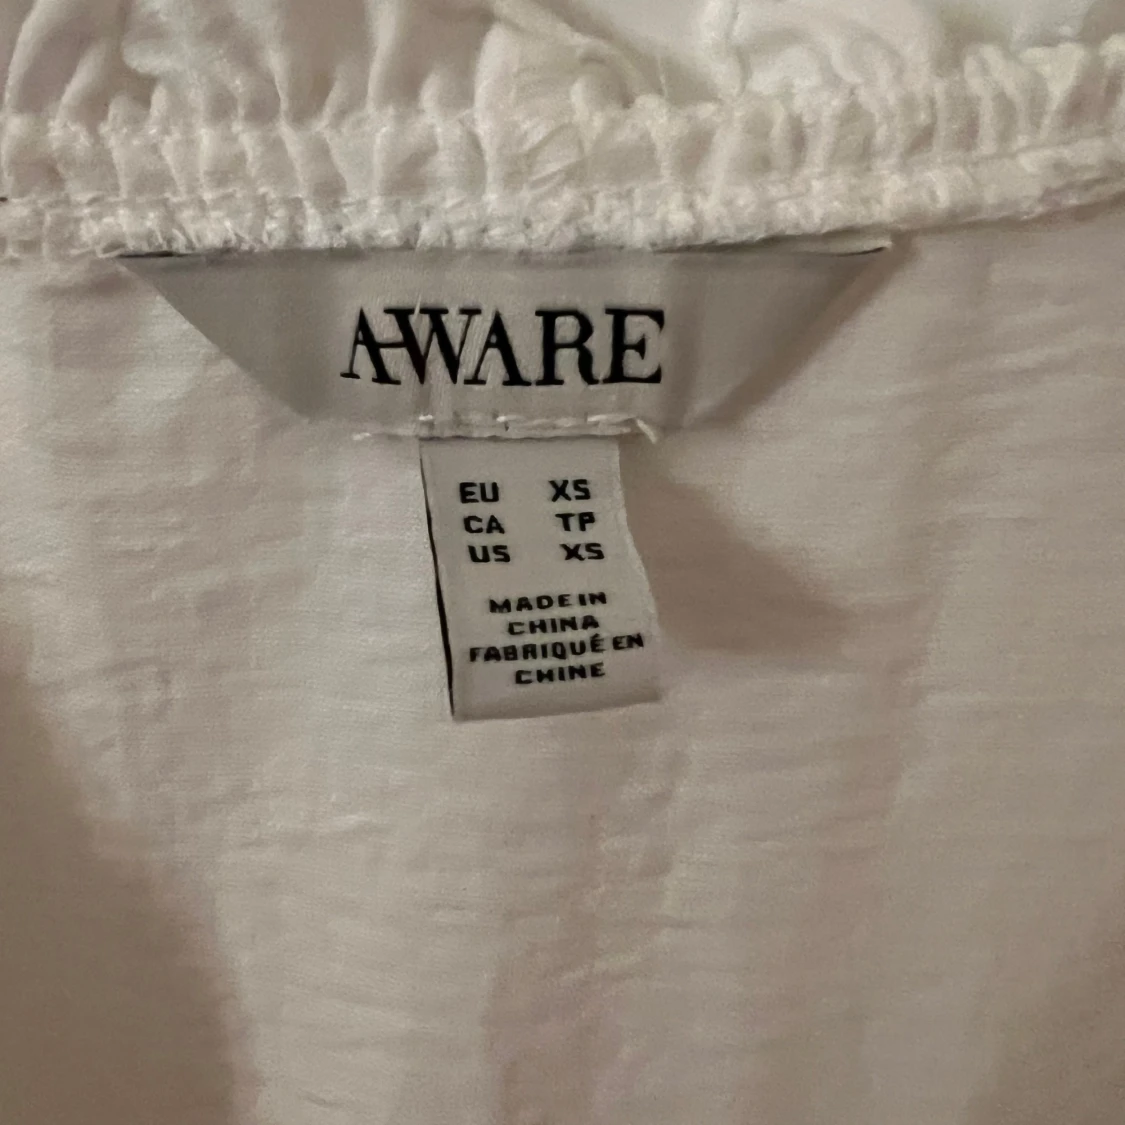 AWARE
EU XS
CA TP
US XS
MADE IN
CHINA
FABRIQUÉ EN
CHINE